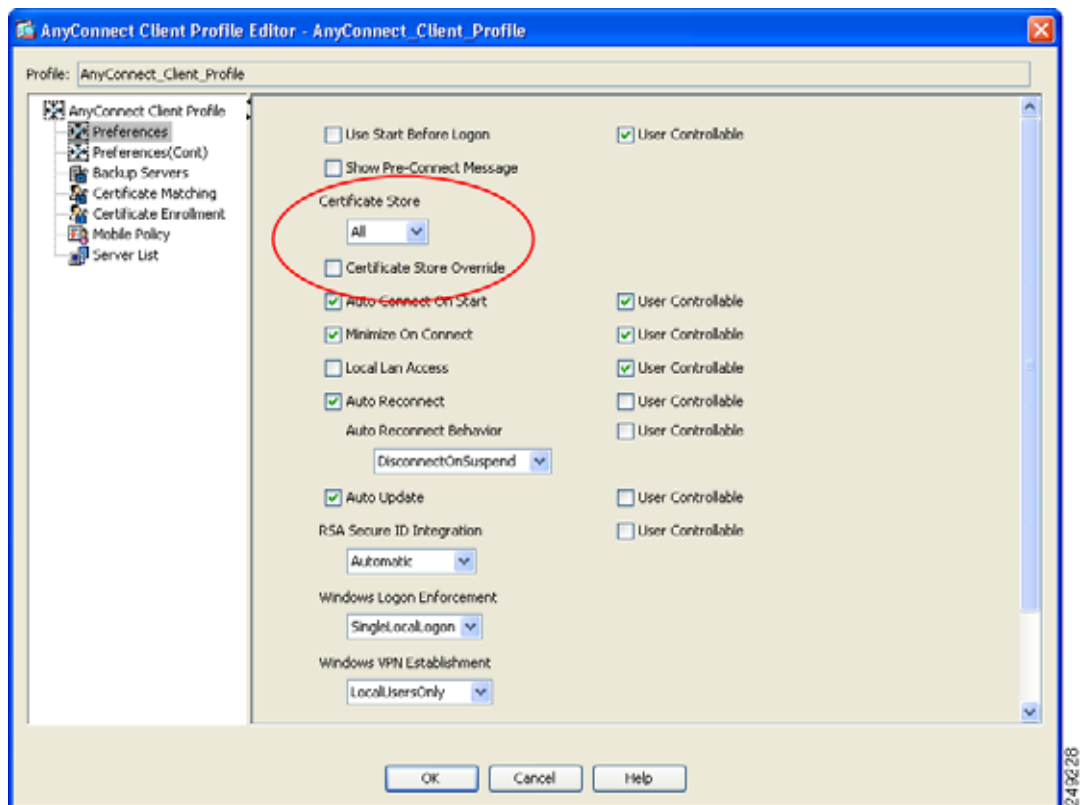 AnyConnect Client Profile Editor - AnyConnect_Client_Profile
Profile: AnyConnect_Client_Profile
AnyConnect Client Profile
Preferences
Preferences(Cont)
Backup Servers
Certificate Matching
Certificate Enrollment
Mobile Policy
Server List
Use Start Before Logon User Controllable
Show Pre-Connect Message
Certificate Store
All
Certificate Store Override
Auto Connect On Start User Controllable
Minimize On Connect User Controllable
Local Lan Access User Controllable
Auto Reconnect User Controllable
Auto Reconnect Behavior User Controllable
DisconnectOnSuspend
Auto Update User Controllable
RSA Secure ID Integration User Controllable
Automatic
Windows Logon Enforcement
SingleLocalLogon
Windows VPN Establishment
LocalUsersOnly
OK Cancel Help
249228